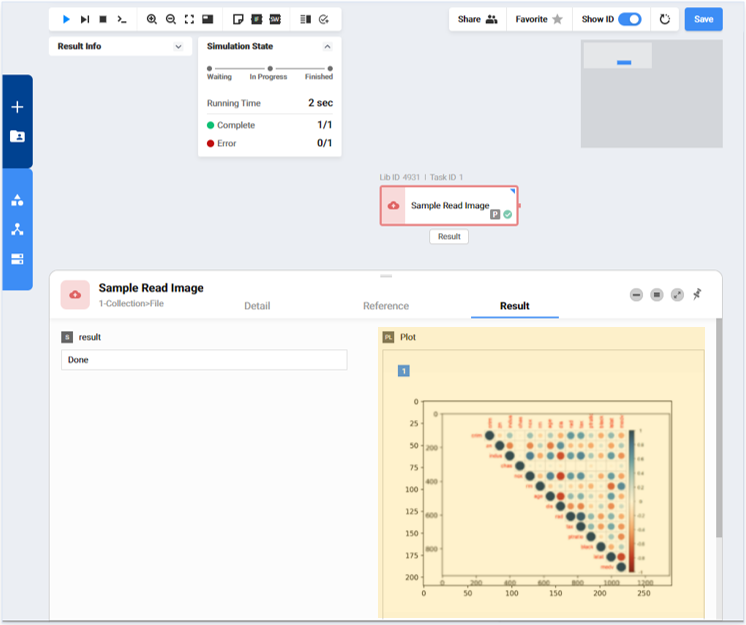 Share
Favorite
Show ID
Save
Result Info
Simulation State
Waiting
In Progress
Finished
Running Time
2 sec
Complete
1/1
Error
0/1
Lib ID 4931 | Task ID 1
Sample Read Image
P
Result
Sample Read Image
1-Collection>File
Detail
Reference
Result
S result
Done
PL Plot
1
0
25
50
75
100
125
150
175
200
0
200
400
600
800
0
200
400
600
800
1000
1200
0
50
100
150
200
250